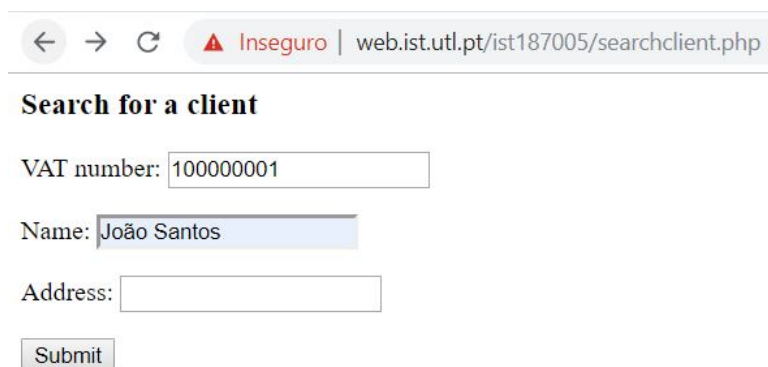 Inseguro | web.ist.utl.pt/ist187005/searchclient.php
Search for a client
VAT number: 100000001
Name: João Santos
Address:
Submit